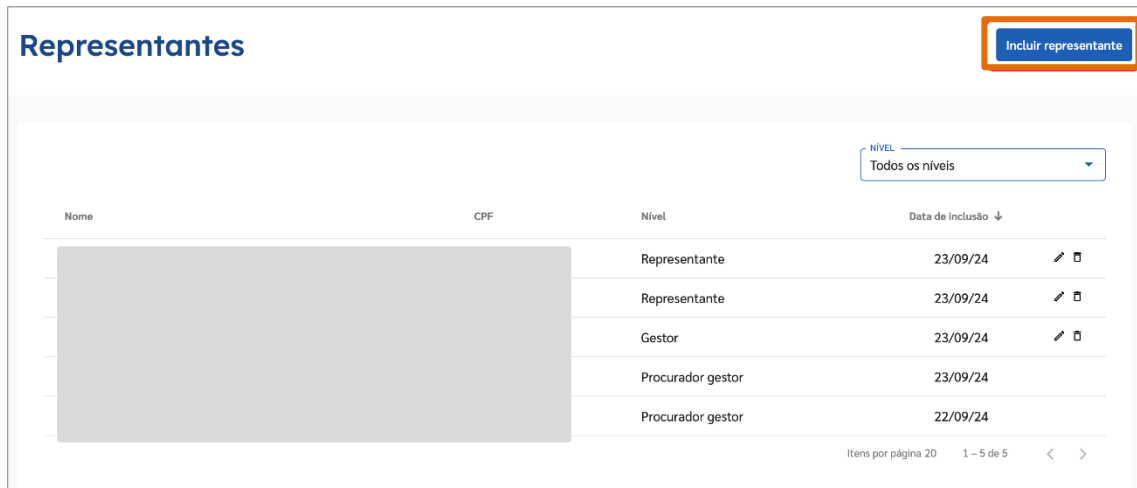 Representantes
Incluir representante
NÍVEL
Todos os níveis
Nome CPF Nível Data de inclusão
Representante 23/09/24
Representante 23/09/24
Gestor 23/09/24
Procurador gestor 23/09/24
Procurador gestor 22/09/24
Itens por página 20 1 – 5 de 5